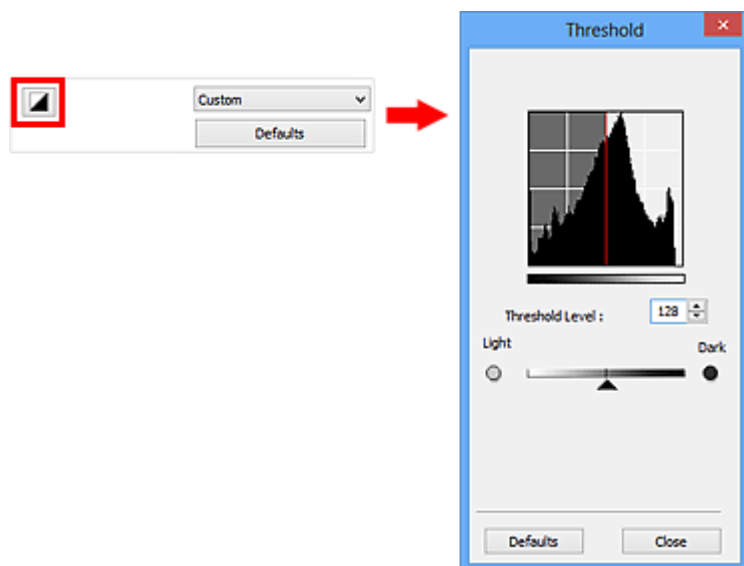 Custom
Defaults
Threshold
Threshold Level :
128
Light
Dark
Defaults
Close